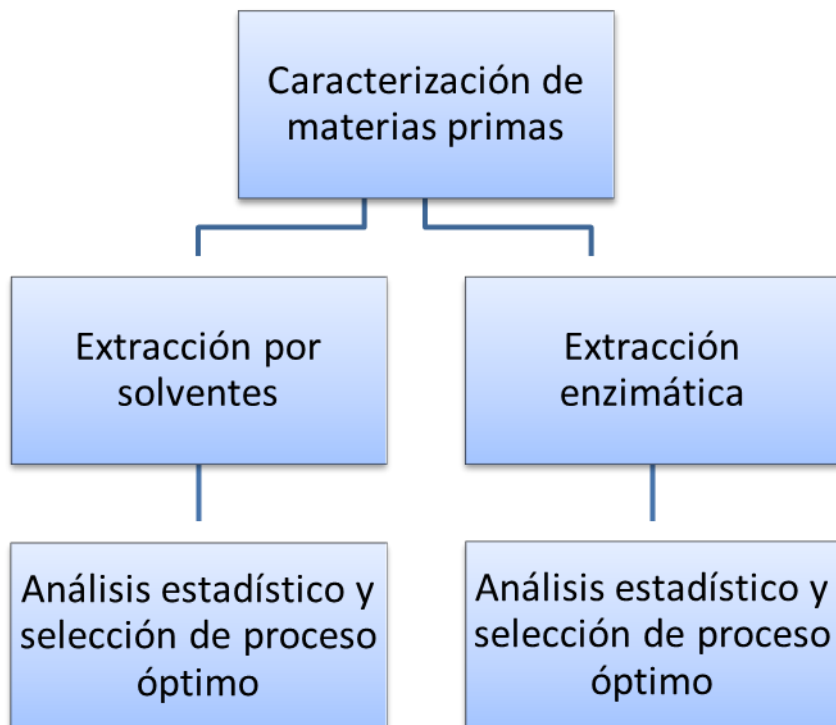 Caracterización de
materias primas
Extracción por
solventes
Extracción
enzimática
Análisis estadístico y
selección de proceso
óptimo
Análisis estadístico y
selección de proceso
óptimo